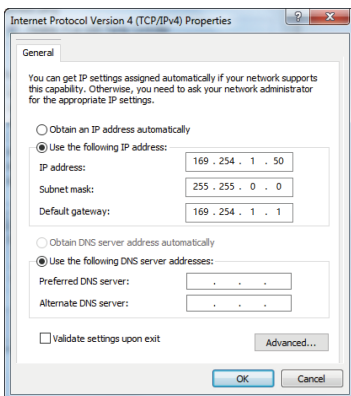 Internet Protocol Version 4 (TCP/IPv4) Properties
General
You can get IP settings assigned automatically if your network supports
this capability. Otherwise, you need to ask your network administrator
for the appropriate IP settings.
Obtain an IP address automatically
Use the following IP address:
IP address: 169 . 254 . 1 . 50
Subnet mask: 255 . 255 . 0 . 0
Default gateway: 169 . 254 . 1 . 1
Obtain DNS server address automatically
Use the following DNS server addresses:
Preferred DNS server: . . .
Alternate DNS server: . . .
Validate settings upon exit
Advanced...
OK Cancel